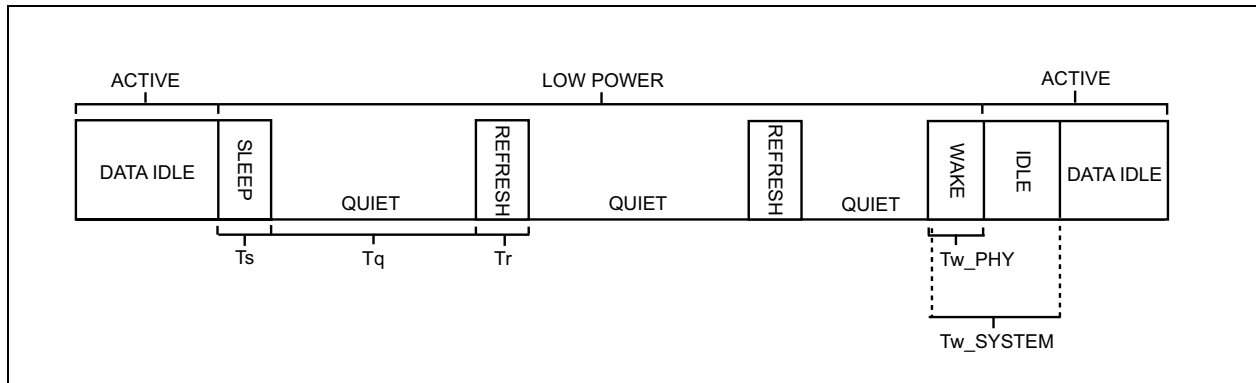 ACTIVE
LOW POWER
ACTIVE
DATA IDLE
SLEEP
QUIET
REFRESH
QUIET
REFRESH
QUIET
WAKE
IDLE
DATA IDLE
Ts
Tq
Tr
Tw_PHY
Tw_SYSTEM